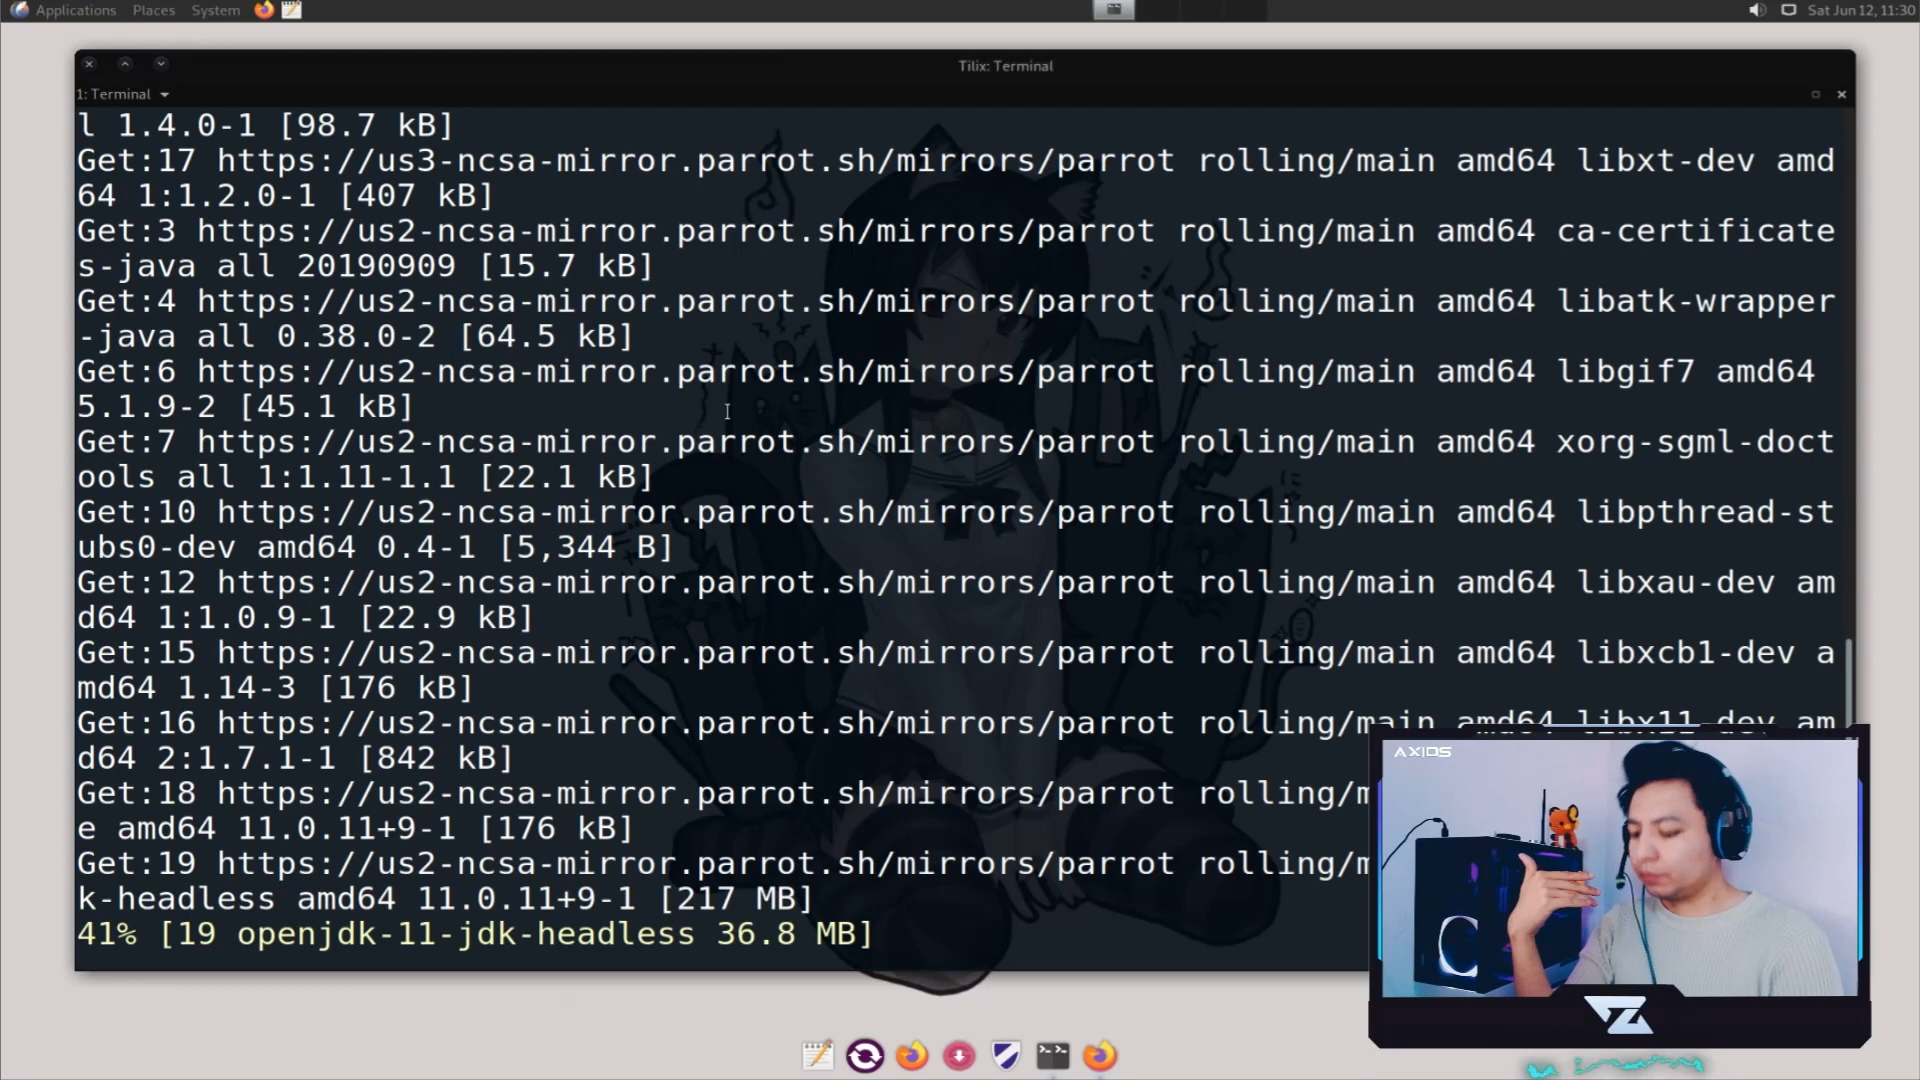 Applications Places System Sat Jun 12, 11:30
Tilix: Terminal
1: Terminal
l 1.4.0-1 [98.7 kB]
Get:17 https://us3-ncsa-mirror.parrot.sh/mirrors/parrot rolling/main amd64 libxt-dev amd
64 1:1.2.0-1 [407 kB]
Get:3 https://us2-ncsa-mirror.parrot.sh/mirrors/parrot rolling/main amd64 ca-certificate
s-java all 20190909 [15.7 kB]
Get:4 https://us2-ncsa-mirror.parrot.sh/mirrors/parrot rolling/main amd64 libatk-wrapper
-java all 0.38.0-2 [64.5 kB]
Get:6 https://us2-ncsa-mirror.parrot.sh/mirrors/parrot rolling/main amd64 libgif7 amd64
5.1.9-2 [45.1 kB]
Get:7 https://us2-ncsa-mirror.parrot.sh/mirrors/parrot rolling/main amd64 xorg-sgml-doct
ools all 1:1.11-1.1 [22.1 kB]
Get:10 https://us2-ncsa-mirror.parrot.sh/mirrors/parrot rolling/main amd64 libpthread-st
ubs0-dev amd64 0.4-1 [5,344 B]
Get:12 https://us2-ncsa-mirror.parrot.sh/mirrors/parrot rolling/main amd64 libxau-dev am
d64 1:1.0.9-1 [22.9 kB]
Get:15 https://us2-ncsa-mirror.parrot.sh/mirrors/parrot rolling/main amd64 libxcb1-dev a
md64 1.14-3 [176 kB]
Get:16 https://us2-ncsa-mirror.parrot.sh/mirrors/parrot rolling/main amd64 libx11-dev am
d64 2:1.7.1-1 [842 kB]
Get:18 https://us2-ncsa-mirror.parrot.sh/mirrors/parrot rolling/m
e amd64 11.0.11+9-1 [176 kB]
Get:19 https://us2-ncsa-mirror.parrot.sh/mirrors/parrot rolling/m
k-headless amd64 11.0.11+9-1 [217 MB]
41% [19 openjdk-11-jdk-headless 36.8 MB]
AXIOS